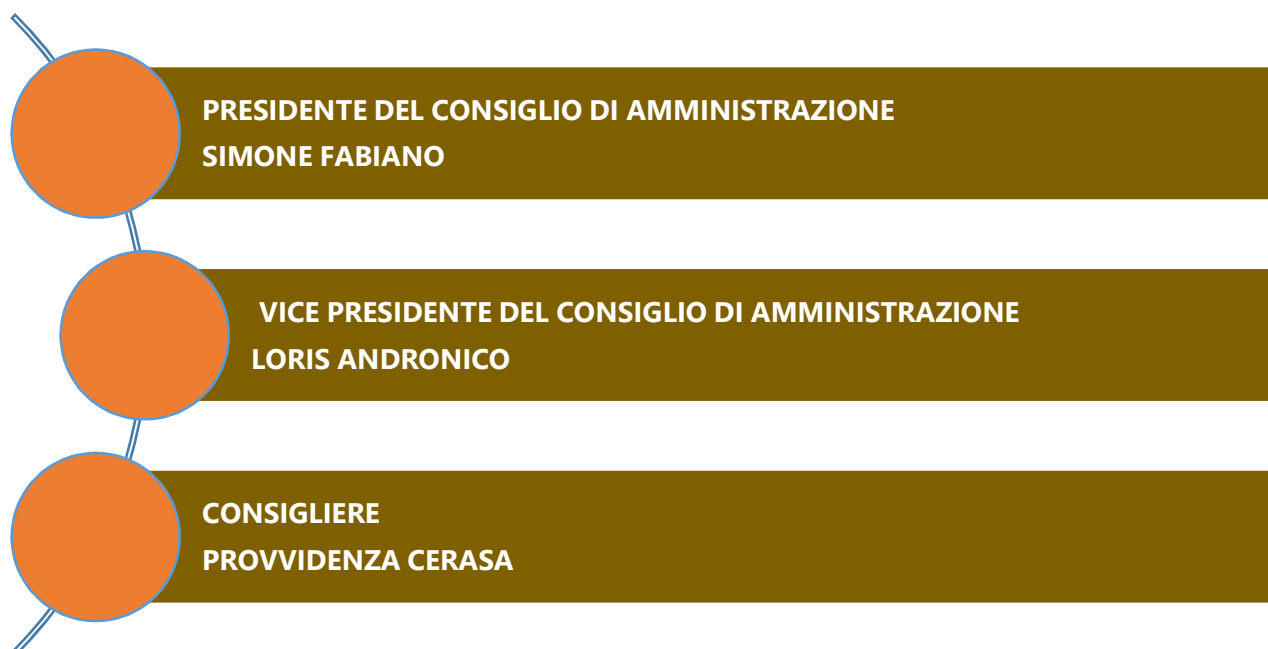 PRESIDENTE DEL CONSIGLIO DI AMMINISTRAZIONE
SIMONE FABIANO
VICE PRESIDENTE DEL CONSIGLIO DI AMMINISTRAZIONE
LORIS ANDRONICO
CONSIGLIERE
PROVVIDENZA CERASA